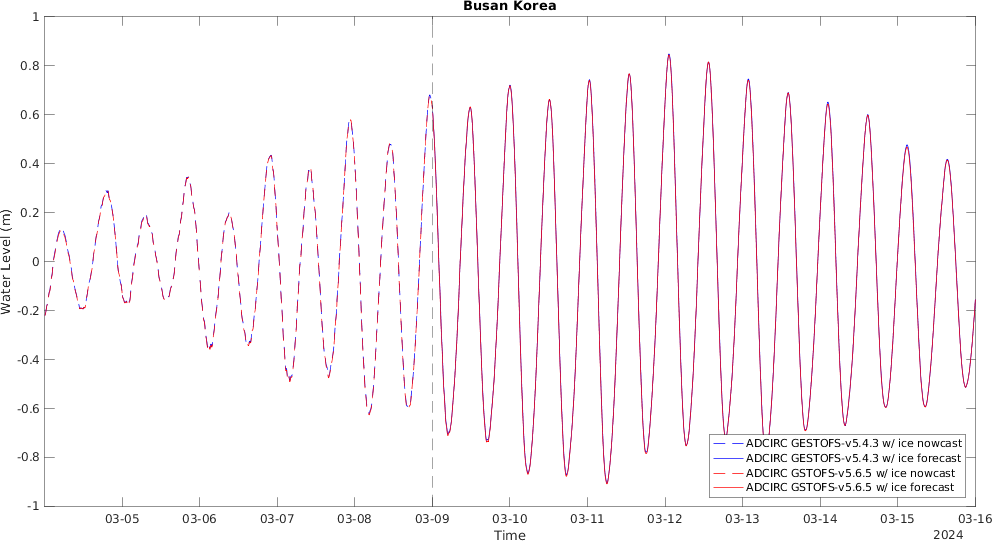 Busan Korea
1
0.8
0.6
0.4
0.2
0
-0.2
-0.4
-0.6
-0.8
-1
Water Level (m)
ADCIRC GESTOFS-v5.4.3 w/ ice nowcast
ADCIRC GESTOFS-v5.4.3 w/ ice forecast
ADCIRC GSTOFS-v5.6.5 w/ ice nowcast
ADCIRC GSTOFS-v5.6.5 w/ ice forecast
03-05 03-06 03-07 03-08 03-09 03-10 03-11 03-12 03-13 03-14 03-15 03-16
Time
2024